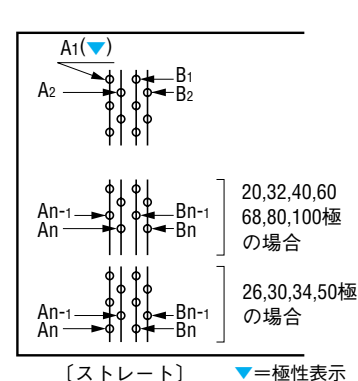 A1(▼)
B1
A2
B2
An-1
Bn-1
An
Bn
20,32,40,60
68,80,100極
の場合
An-1
Bn-1
An
Bn
26,30,34,50極
の場合
〔ストレート〕
▼=極性表示